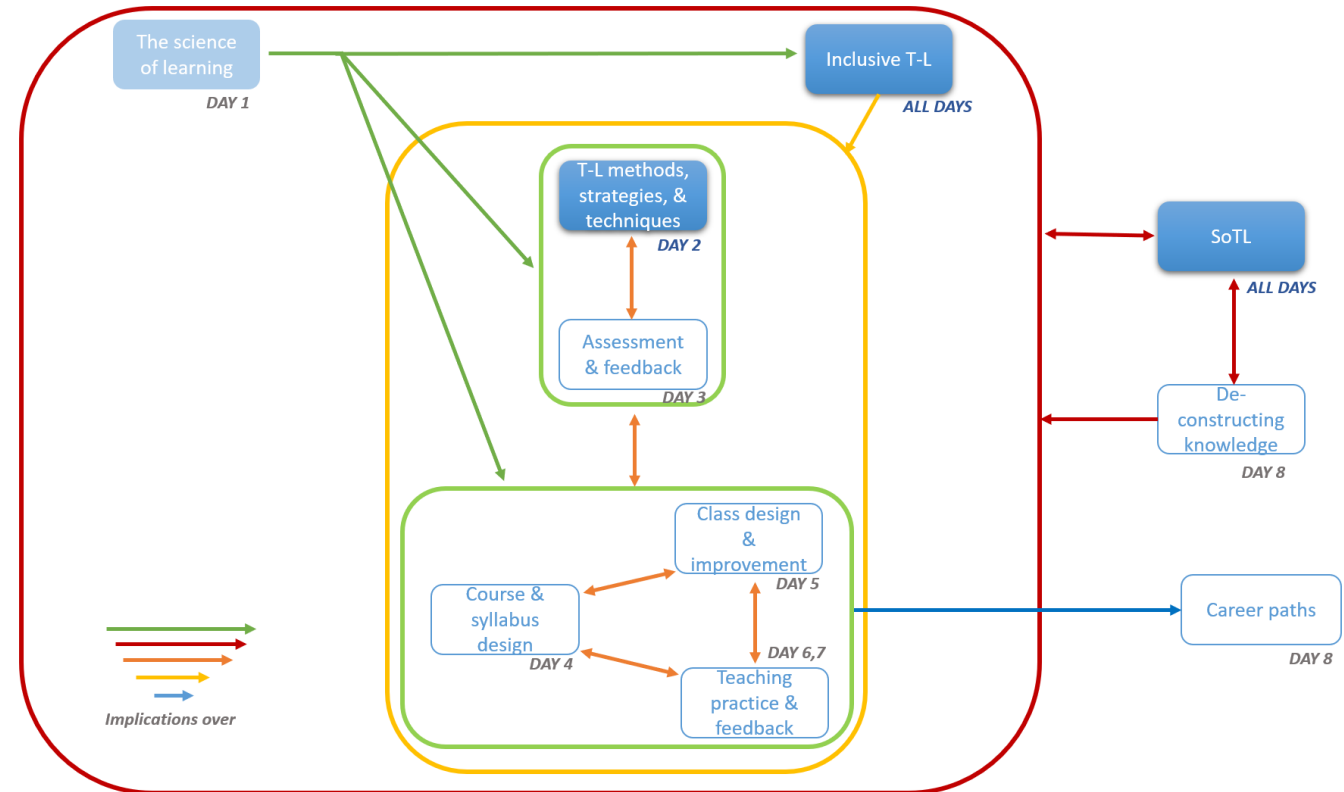 The science
of learning
DAY 1
Inclusive T-L
ALL DAYS
T-L methods,
strategies, &
techniques
DAY 2
Assessment
& feedback
DAY 3
SoTL
ALL DAYS
De-
constructing
knowledge
DAY 8
Class design
&
improvement
DAY 5
Course &
syllabus
design
DAY 4
DAY 6,7
Teaching
practice &
feedback
Career paths
DAY 8
Implications over